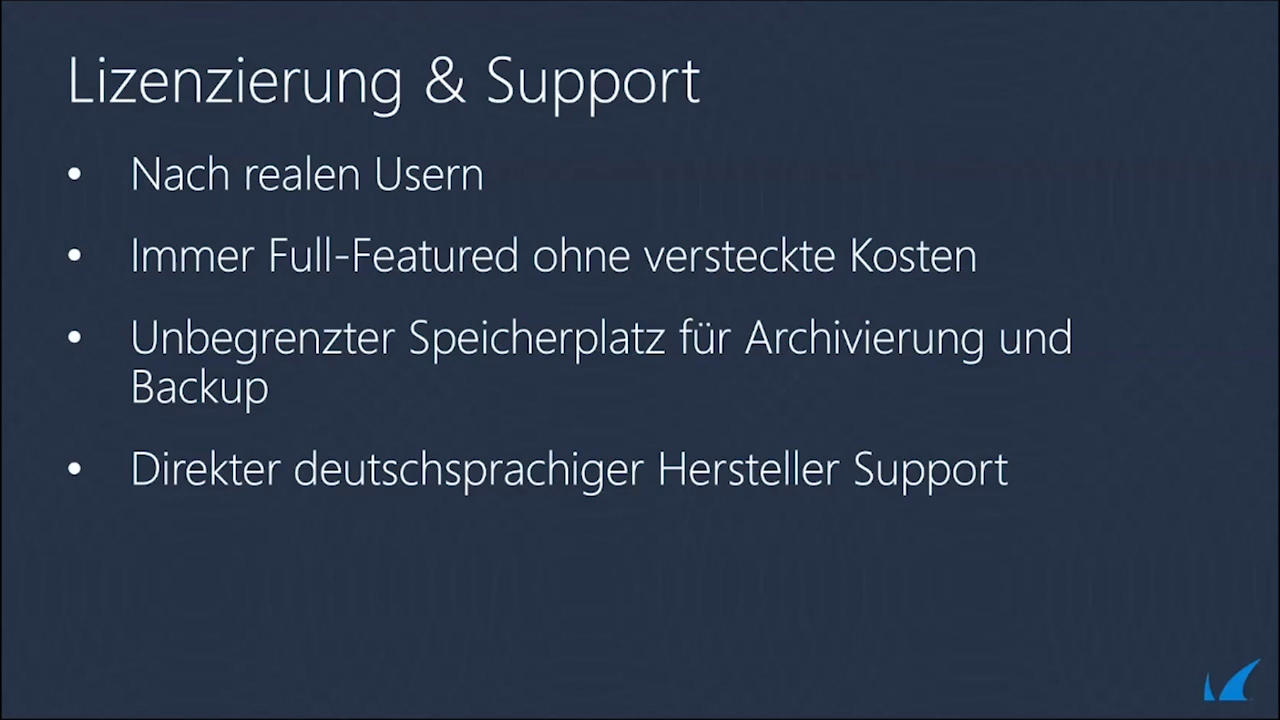 Lizenzierung & Support
• Nach realen Usern
• Immer Full-Featured ohne versteckte Kosten
• Unbegrenzter Speicherplatz für Archivierung und
Backup
• Direkter deutschsprachiger Hersteller Support